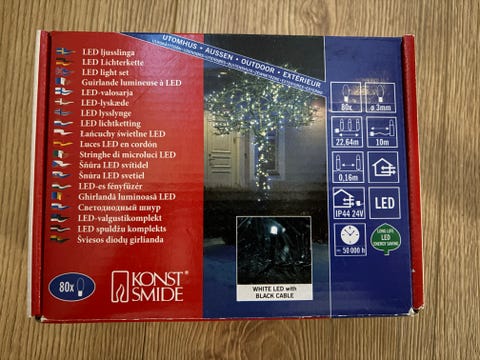 UTOMHUS • AUSSEN • OUTDOOR • EXTÉRIEUR
LED ljusslinga
LED Lichterkette
LED light set
Guirlande lumineuse à LED
LED-valosarja
LED-lyskæde
LED lysslynge
LED lichtketting
Łańcuchy świetlne LED
Luces LED en cordón
Stringhe di microluci LED
Šňůra LED svítidel
Šnúra LED svetiel
LED-es fényfüzér
Ghirlandă luminoasă LED
Светодиодный шнур
LED-valgustikomplekt
LED spuldžu komplekts
Šviesos diodų girlianda
80x
KONST
SMIDE®
WHITE LED with
BLACK CABLE
80x
ø 3mm
22,64m
10m
0,16m
IP44 24V
LED
~ 50 000 h
LONG LIFE
LED
ENERGY SAVING